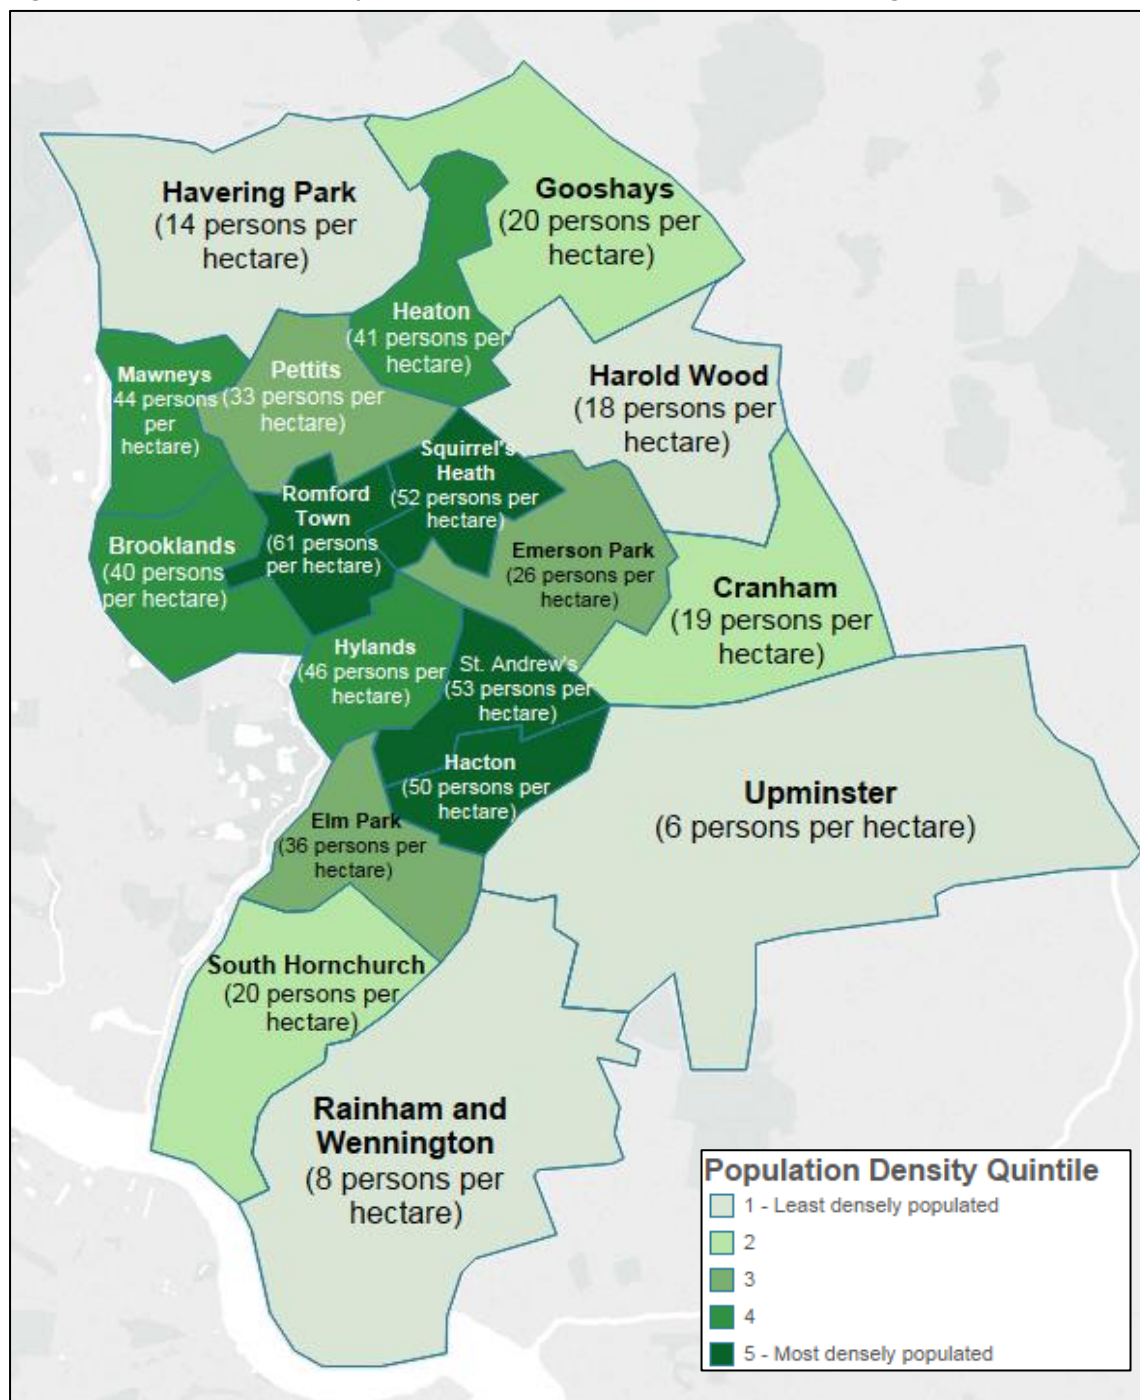 Havering Park
(14 persons per
hectare)
Gooshays
(20 persons per
hectare)
Heaton
(41 persons per
hectare)
Mawneys
44 persons
per
hectare)
Pettits
(33 persons per
hectare)
Harold Wood
(18 persons per
hectare)
Squirrel's
Heath
(52 persons per
hectare)
Romford
Town
(61 persons
per hectare)
Brooklands
(40 persons
per hectare)
Emerson Park
(26 persons per
hectare)
Cranham
(19 persons per
hectare)
Hylands
(46 persons per
hectare)
St. Andrew's
(53 persons per
hectare)
Hacton
(50 persons per
hectare)
Upminster
(6 persons per hectare)
Elm Park
(36 persons per
hectare)
South Hornchurch
(20 persons per
hectare)
Rainham and
Wennington
(8 persons per
hectare)
Population Density Quintile
1 - Least densely populated
2
3
4
5 - Most densely populated